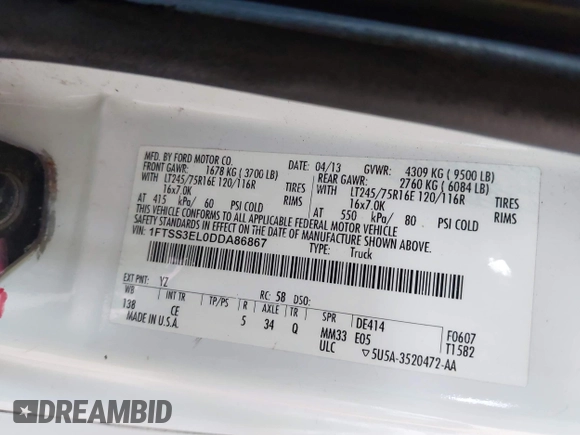 MFD. BY FORD MOTOR CO.
DATE: 04/13 GVWR: 4309 KG ( 9500 LB)
FRONT GAWR: 1678 KG ( 3700 LB) REAR GAWR: 2760 KG ( 6084 LB)
LT245/75R16E 120/116R TIRES LT245/75R16E 120/116R TIRES
16x7.0K RIMS 16x7.0K RIMS
AT 415 kPa/ 60 PSI COLD AT 550 kPa/ 80 PSI COLD
THIS VEHICLE CONFORMS TO ALL APPLICABLE FEDERAL MOTOR VEHICLE
SAFETY STANDARDS IN EFFECT ON THE DATE OF MANUFACTURE SHOWN ABOVE.
VIN: 1FTSS3EL0DDA86867
TYPE: Truck
EXT PNT: YZ RC: 58 DSO:
WB INT TR TP/PS R AXLE TR SPR DE414 F0607
138 CE 5 34 Q MM33 E05 T1582
MADE IN U.S.A. ULC ▽5U5A-3520472-AA
DREAMBID